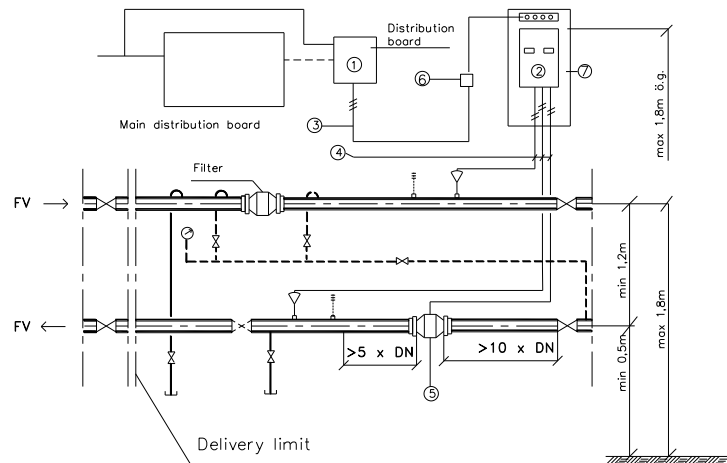 Distribution
board
1
2
6
7
max 1,8m ö.g.
Main distribution board
3
4
Filter
FV
min 1,2m
max 1,8m
FV
>5 x DN
>10 x DN
min 0,5m
5
Delivery limit